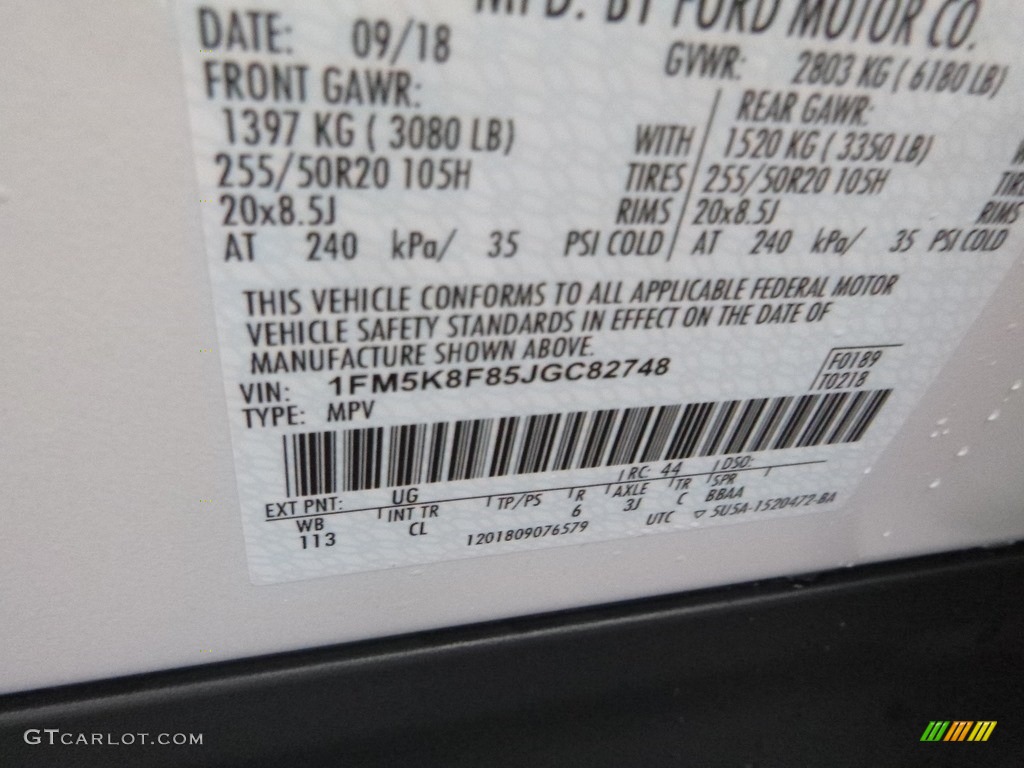 MFD. BY FORD MOTOR CO.
DATE: 09/18 GVWR: 2803 KG ( 6180 LB)
FRONT GAWR: REAR GAWR:
1397 KG ( 3080 LB) WITH 1520 KG ( 3350 LB)
255/50R20 105H TIRES 255/50R20 105H
20x8.5J RIMS 20x8.5J RIMS
AT 240 kPa/ 35 PSI COLD AT 240 kPa/ 35 PSI COLD
THIS VEHICLE CONFORMS TO ALL APPLICABLE FEDERAL MOTOR
VEHICLE SAFETY STANDARDS IN EFFECT ON THE DATE OF
MANUFACTURE SHOWN ABOVE.
VIN: 1FM5K8F85JGC82748 F0189
TYPE: MPV T0218
EXT PNT: UG RC: 44 DSO:
WB INT TR TP/PS R AXLE TR SPR
113 CL 6 3J C BBAA
1201809076579 UTC ▽ 5U5A-1520472-BA
GTCARLOT.COM